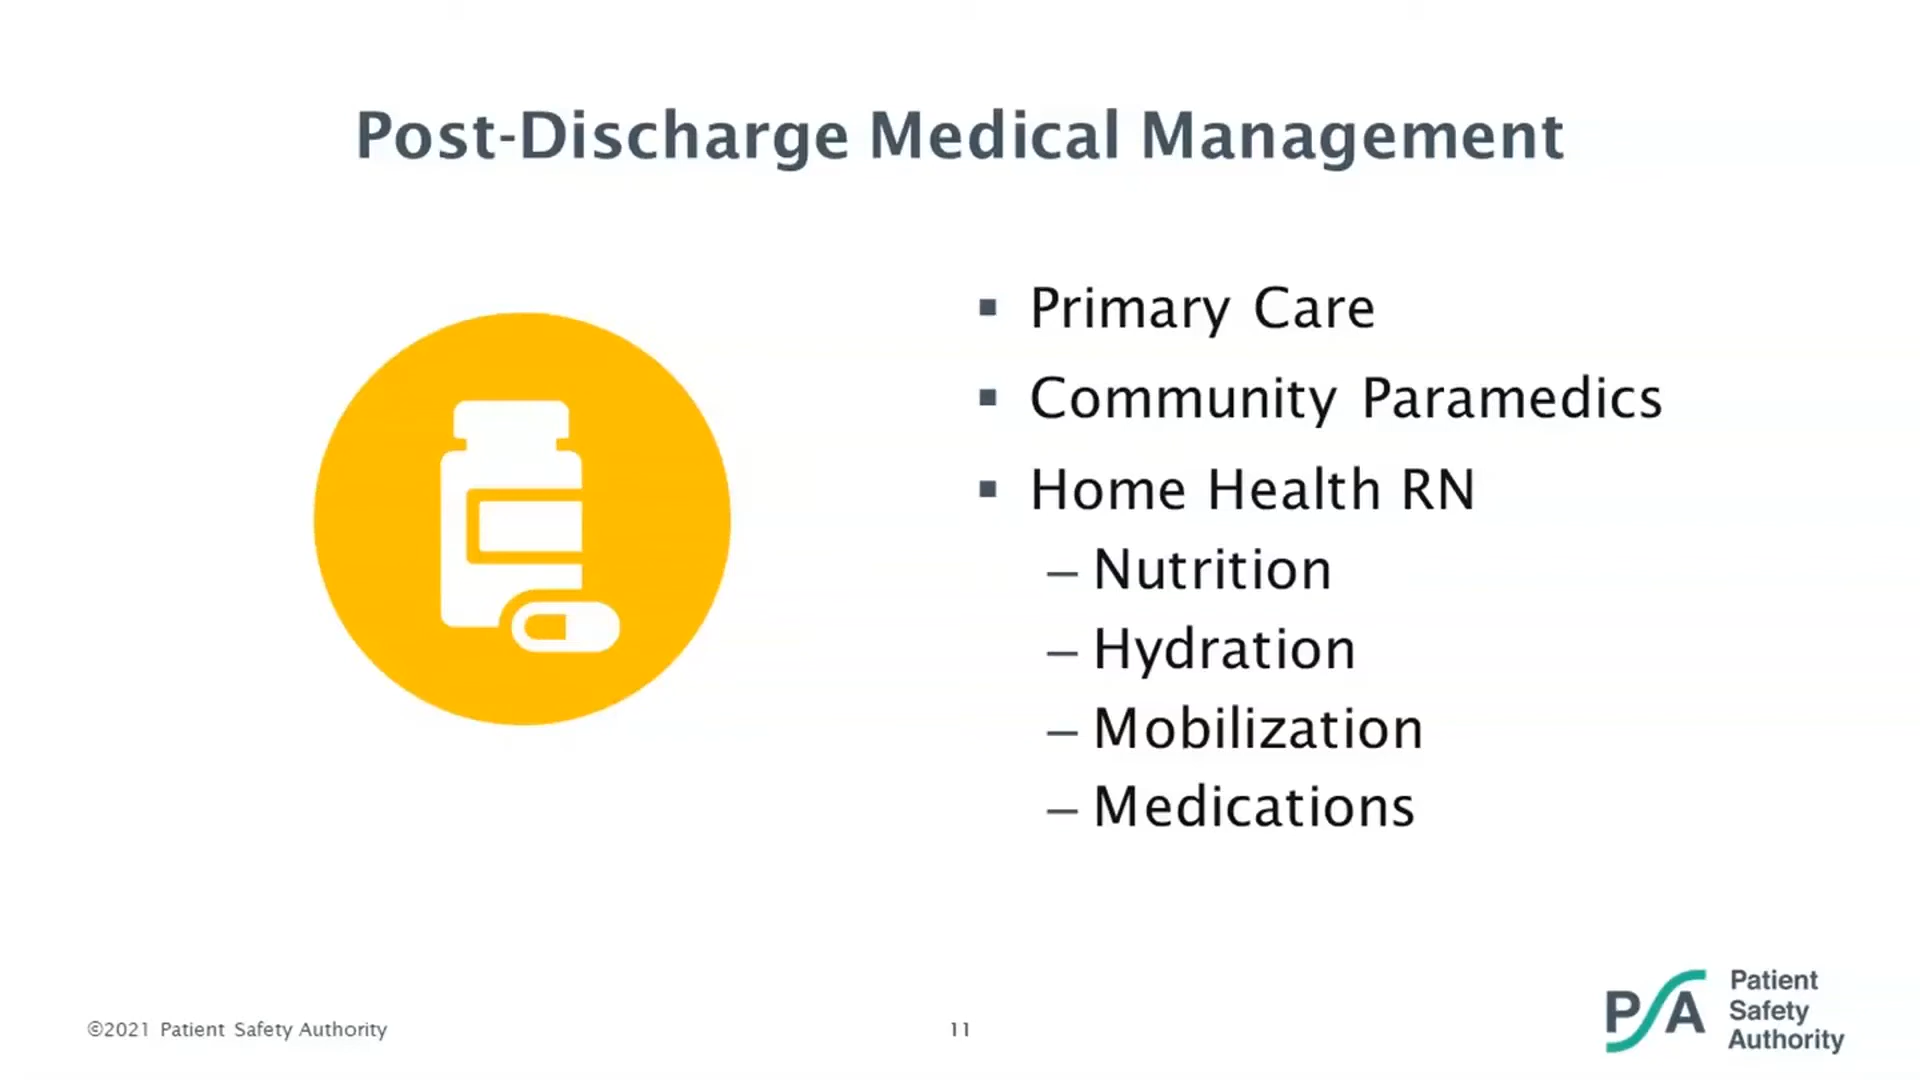 Post-Discharge Medical Management
▪ Primary Care
▪ Community Paramedics
▪ Home Health RN
– Nutrition
– Hydration
– Mobilization
– Medications
©2021 Patient Safety Authority
11
PSA
Patient
Safety
Authority